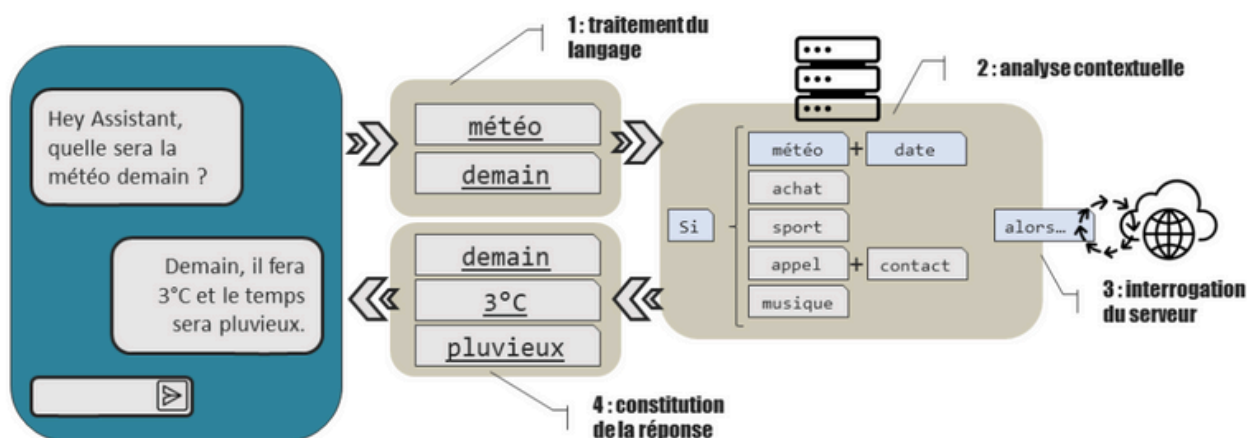 1 : traitement du
langage
2 : analyse contextuelle
Hey Assistant,
quelle sera la
météo demain ?
météo
demain
Si
météo + date
achat
sport
appel + contact
musique
alors...
3 : interrogation
du serveur
demain
3°C
pluvieux
4 : constitution
de la réponse
Demain, il fera
3°C et le temps
sera pluvieux.